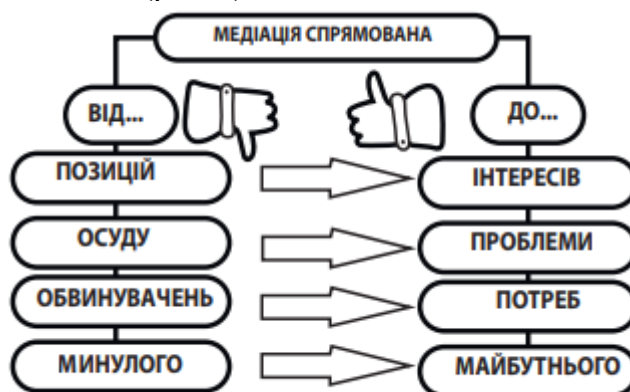 МЕДІАЦІЯ СПРЯМОВАНА
ВІД...
ДО...
ПОЗИЦІЙ
ІНТЕРЕСІВ
ОСУДУ
ПРОБЛЕМИ
ОБВИНУВАЧЕНЬ
ПОТРЕБ
МИНУЛОГО
МАЙБУТНЬОГО